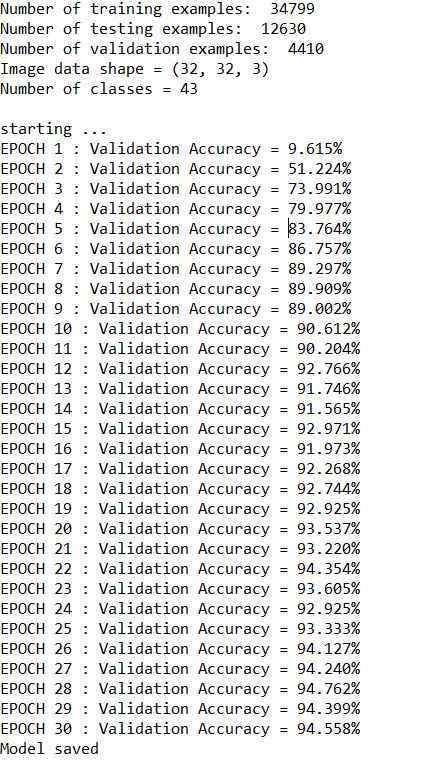 Number of training examples:  34799
Number of testing examples:  12630
Number of validation examples:  4410
Image data shape = (32, 32, 3)
Number of classes = 43

starting ...
EPOCH 1 : Validation Accuracy = 9.615%
EPOCH 2 : Validation Accuracy = 51.224%
EPOCH 3 : Validation Accuracy = 73.991%
EPOCH 4 : Validation Accuracy = 79.977%
EPOCH 5 : Validation Accuracy = 83.764%
EPOCH 6 : Validation Accuracy = 86.757%
EPOCH 7 : Validation Accuracy = 89.297%
EPOCH 8 : Validation Accuracy = 89.909%
EPOCH 9 : Validation Accuracy = 89.002%
EPOCH 10 : Validation Accuracy = 90.612%
EPOCH 11 : Validation Accuracy = 90.204%
EPOCH 12 : Validation Accuracy = 92.766%
EPOCH 13 : Validation Accuracy = 91.746%
EPOCH 14 : Validation Accuracy = 91.565%
EPOCH 15 : Validation Accuracy = 92.971%
EPOCH 16 : Validation Accuracy = 91.973%
EPOCH 17 : Validation Accuracy = 92.268%
EPOCH 18 : Validation Accuracy = 92.744%
EPOCH 19 : Validation Accuracy = 92.925%
EPOCH 20 : Validation Accuracy = 93.537%
EPOCH 21 : Validation Accuracy = 93.220%
EPOCH 22 : Validation Accuracy = 94.354%
EPOCH 23 : Validation Accuracy = 93.605%
EPOCH 24 : Validation Accuracy = 92.925%
EPOCH 25 : Validation Accuracy = 93.333%
EPOCH 26 : Validation Accuracy = 94.127%
EPOCH 27 : Validation Accuracy = 94.240%
EPOCH 28 : Validation Accuracy = 94.762%
EPOCH 29 : Validation Accuracy = 94.399%
EPOCH 30 : Validation Accuracy = 94.558%
Model saved